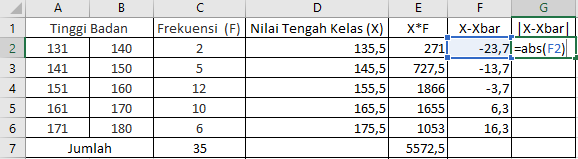 A B C D E F G
1 Tinggi Badan Frekuensi (F) Nilai Tengah Kelas (X) X*F X-Xbar |X-Xbar|
2 131 140 2 135,5 271 -23,7 =abs(F2)
3 141 150 5 145,5 727,5 -13,7
4 151 160 12 155,5 1866 -3,7
5 161 170 10 165,5 1655 6,3
6 171 180 6 175,5 1053 16,3
7 Jumlah 35 5572,5